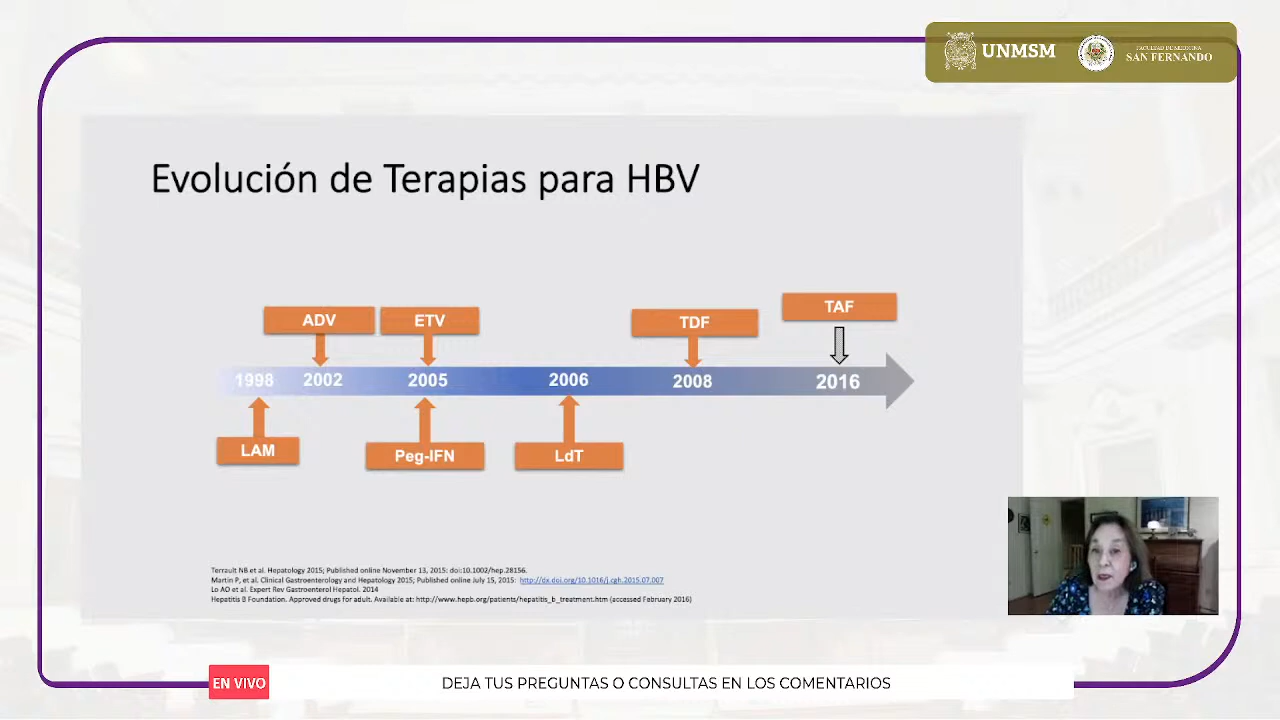 UNMSM
FACULTAD DE MEDICINA
SAN FERNANDO
Evolución de Terapias para HBV
ADV
ETV
TDF
TAF
1998
2002
2005
2006
2008
2016
LAM
Peg-IFN
LdT
Terrault NB et al. Hepatology 2015; Published online November 13, 2015: doi:10.1002/hep.28156.
Martin P, et al. Clinical Gastroenterology and Hepatology 2015; Published online July 15, 2015: http://dx.doi.org/10.1016/j.cgh.2015.07.007
Lo AO et al. Expert Rev Gastroenterol Hepatol. 2014
Hepatitis B Foundation. Approved drugs for adult. Available at: http://www.hepb.org/patients/hepatitis_b_treatment.htm (accessed February 2016)
EN VIVO
DEJA TUS PREGUNTAS O CONSULTAS EN LOS COMENTARIOS